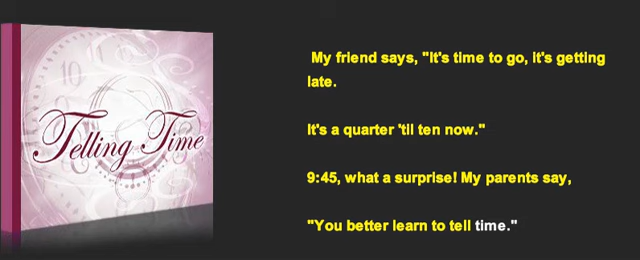 Telling Time
10
My friend says, "It's time to go, it's getting
late.
It's a quarter 'til ten now."
9:45, what a surprise! My parents say,
"You better learn to tell time."